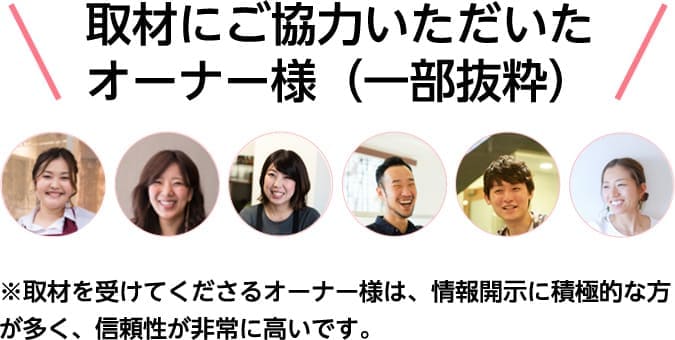 取材にご協力いただいた
オーナー様（一部抜粋）
※取材を受けてくださるオーナー様は、情報開示に積極的な方
が多く、信頼性が非常に高いです。